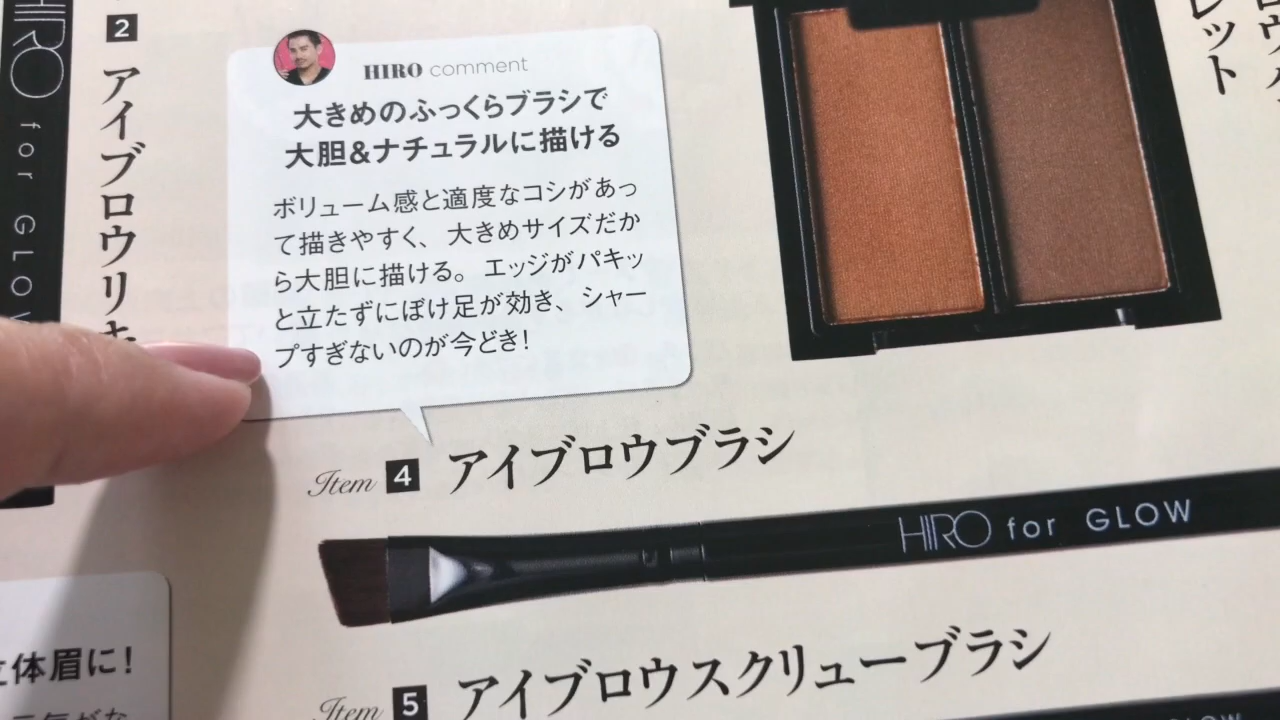 HIRO for GLOW
2 アイブロウリキ
HIRO comment
大きめのふっくらブラシで
大胆&ナチュラルに描ける
ボリューム感と適度なコシがあっ
て描きやすく、大きめサイズだか
ら大胆に描ける。エッジがパキッ
と立たずにぼけ足が効き、シャー
プすぎないのが今どき!
レット
Item 4 アイブロウブラシ
HIRO for GLOW
体眉に!
Item 5 アイブロウスクリューブラシ